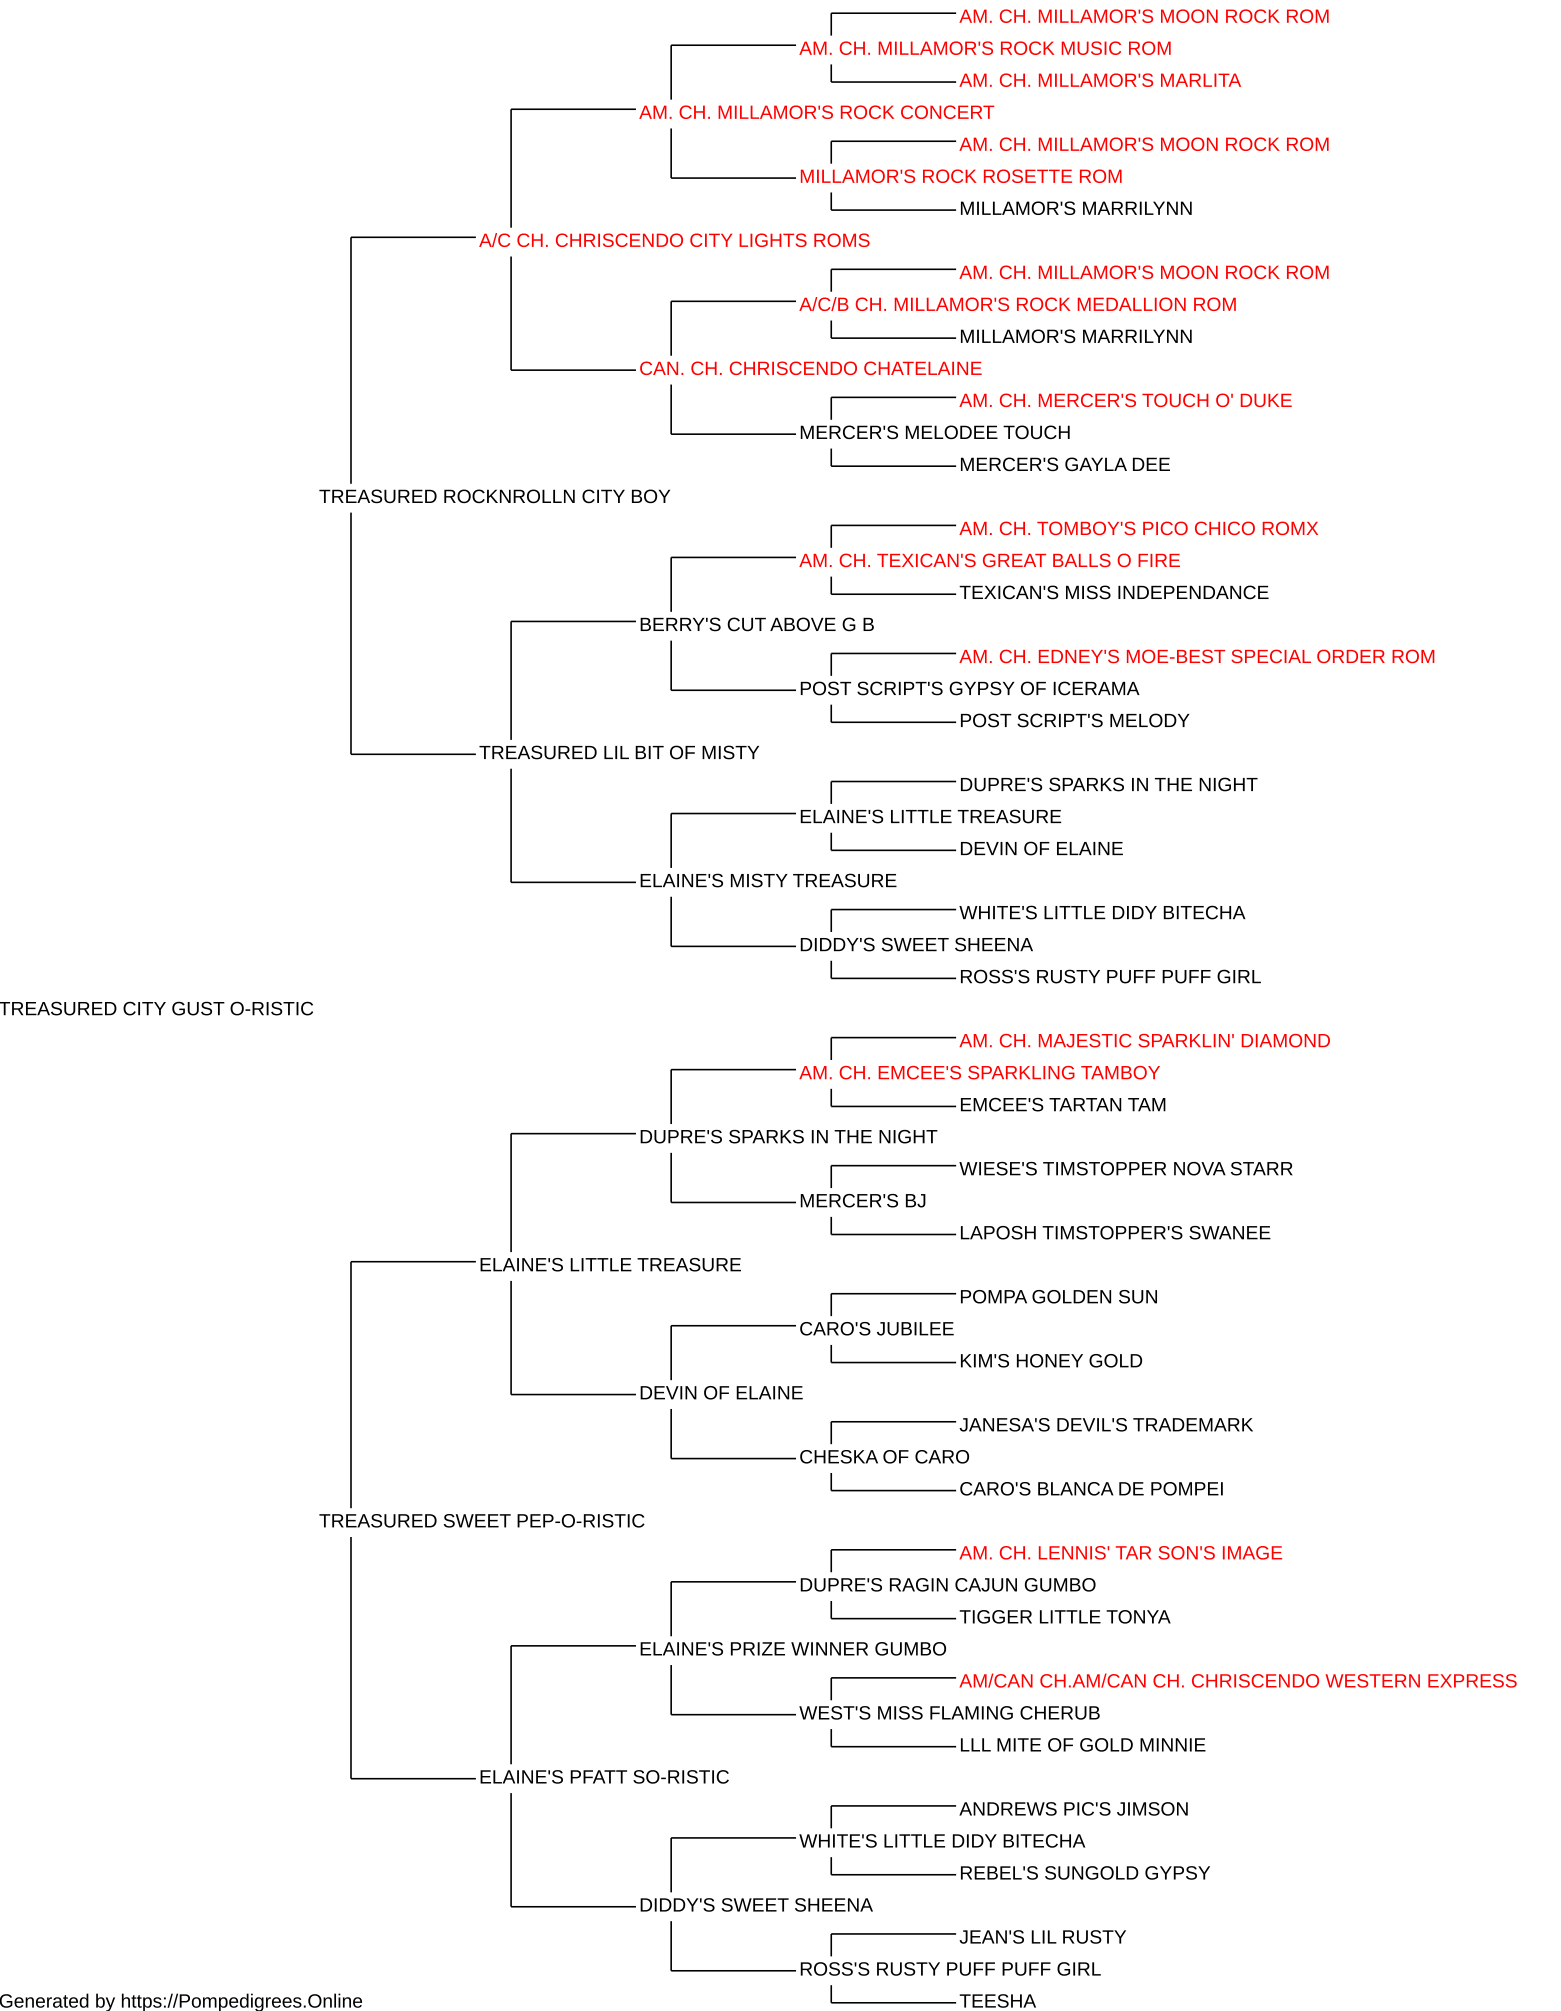 AM. CH. MILLAMOR'S MOON ROCK ROM
AM. CH. MILLAMOR'S ROCK MUSIC ROM
AM. CH. MILLAMOR'S MARLITA
AM. CH. MILLAMOR'S ROCK CONCERT
AM. CH. MILLAMOR'S MOON ROCK ROM
MILLAMOR'S ROCK ROSETTE ROM
MILLAMOR'S MARRILYNN
A/C CH. CHRISCENDO CITY LIGHTS ROMS
AM. CH. MILLAMOR'S MOON ROCK ROM
A/C/B CH. MILLAMOR'S ROCK MEDALLION ROM
MILLAMOR'S MARRILYNN
CAN. CH. CHRISCENDO CHATELAINE
AM. CH. MERCER'S TOUCH O' DUKE
MERCER'S MELODEE TOUCH
MERCER'S GAYLA DEE
TREASURED ROCKNROLLN CITY BOY
AM. CH. TOMBOY'S PICO CHICO ROMX
AM. CH. TEXICAN'S GREAT BALLS O FIRE
TEXICAN'S MISS INDEPENDANCE
BERRY'S CUT ABOVE G B
AM. CH. EDNEY'S MOE-BEST SPECIAL ORDER ROM
POST SCRIPT'S GYPSY OF ICERAMA
POST SCRIPT'S MELODY
TREASURED LIL BIT OF MISTY
DUPRE'S SPARKS IN THE NIGHT
ELAINE'S LITTLE TREASURE
DEVIN OF ELAINE
ELAINE'S MISTY TREASURE
WHITE'S LITTLE DIDY BITECHA
DIDDY'S SWEET SHEENA
ROSS'S RUSTY PUFF PUFF GIRL
TREASURED CITY GUST O-RISTIC
AM. CH. MAJESTIC SPARKLIN' DIAMOND
AM. CH. EMCEE'S SPARKLING TAMBOY
EMCEE'S TARTAN TAM
DUPRE'S SPARKS IN THE NIGHT
WIESE'S TIMSTOPPER NOVA STARR
MERCER'S BJ
LAPOSH TIMSTOPPER'S SWANEE
ELAINE'S LITTLE TREASURE
POMPA GOLDEN SUN
CARO'S JUBILEE
KIM'S HONEY GOLD
DEVIN OF ELAINE
JANESA'S DEVIL'S TRADEMARK
CHESKA OF CARO
CARO'S BLANCA DE POMPEI
TREASURED SWEET PEP-O-RISTIC
AM. CH. LENNIS' TAR SON'S IMAGE
DUPRE'S RAGIN CAJUN GUMBO
TIGGER LITTLE TONYA
ELAINE'S PRIZE WINNER GUMBO
AM/CAN CH.AM/CAN CH. CHRISCENDO WESTERN EXPRESS
WEST'S MISS FLAMING CHERUB
LLL MITE OF GOLD MINNIE
ELAINE'S PFATT SO-RISTIC
ANDREWS PIC'S JIMSON
WHITE'S LITTLE DIDY BITECHA
REBEL'S SUNGOLD GYPSY
DIDDY'S SWEET SHEENA
JEAN'S LIL RUSTY
ROSS'S RUSTY PUFF PUFF GIRL
TEESHA
Generated by https://Pompedigrees.Online